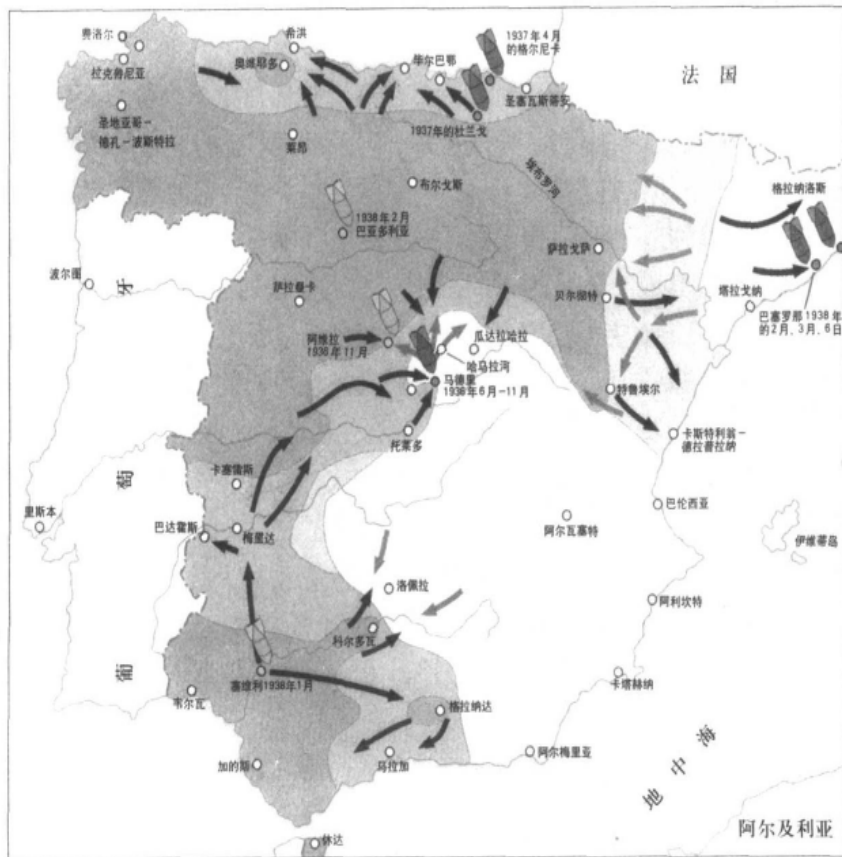 费洛尔
希洪
1937年4月
的格尔尼卡
拉克鲁尼亚
奥维耶多
毕尔巴鄂
法国
圣塞瓦斯蒂安
圣地亚哥-
德孔-波斯特拉
莱昂
1937年的杜兰戈
埃布罗河
布尔戈斯
格拉纳洛斯
1938年2月
巴亚多利亚
萨拉戈萨
波尔图
萨拉曼卡
贝尔彻特
塔拉戈纳
巴塞罗那1938年
的2月、3月、6日
牙
阿维拉
1936年11月
瓜达拉哈拉
哈马拉河
马德里
1936年6月-11月
特鲁埃尔
托莱多
卡斯特利翁-
德拉普拉纳
葡
卡塞雷斯
里斯本
巴达霍斯
梅里达
阿尔瓦塞特
巴伦西亚
伊维蒂岛
洛佩拉
阿利坎特
科尔多瓦
萄
塞维利1938年1月
韦尔瓦
格拉纳达
卡塔赫纳
加的斯
马拉加
阿尔梅里亚
地中海
阿尔及利亚
休达